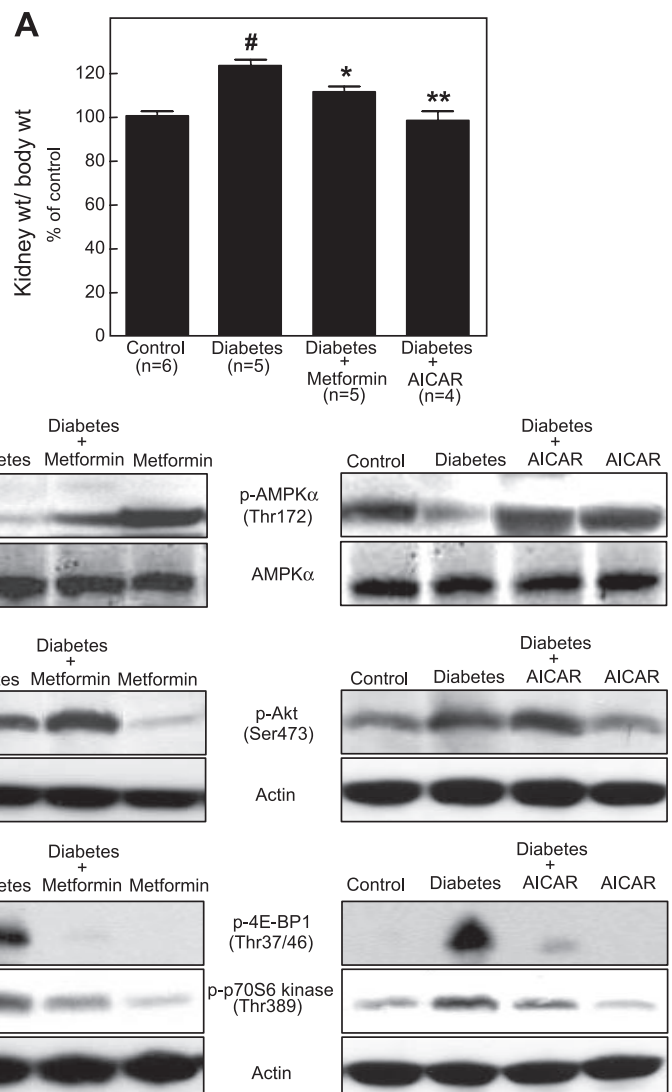 A
Kidney wt/ body wt
% of control
120
100
80
60
40
20
0
#
*
**
Control
(n=6)
Diabetes
(n=5)
Diabetes
+
Metformin
(n=5)
Diabetes
+
AICAR
(n=4)
Diabetes
+
etes Metformin Metformin
p-AMPKα
(Thr172)
AMPKα
Diabetes
+
Control Diabetes AICAR AICAR
Diabetes
+
es Metformin Metformin
p-Akt
(Ser473)
Actin
Diabetes
+
Control Diabetes AICAR AICAR
Diabetes
+
etes Metformin Metformin
p-4E-BP1
(Thr37/46)
p-p70S6 kinase
(Thr389)
Actin
Diabetes
+
Control Diabetes AICAR AICAR